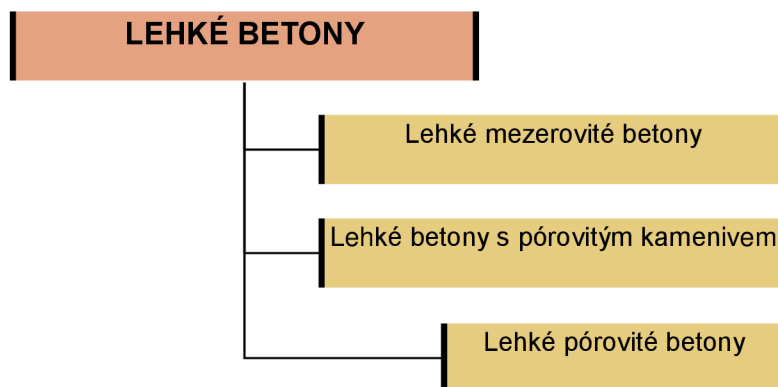 LEHKÉ BETONY
Lehké mezerovité betony
Lehké betony s pórovitým kamenivem
Lehké pórovité betony